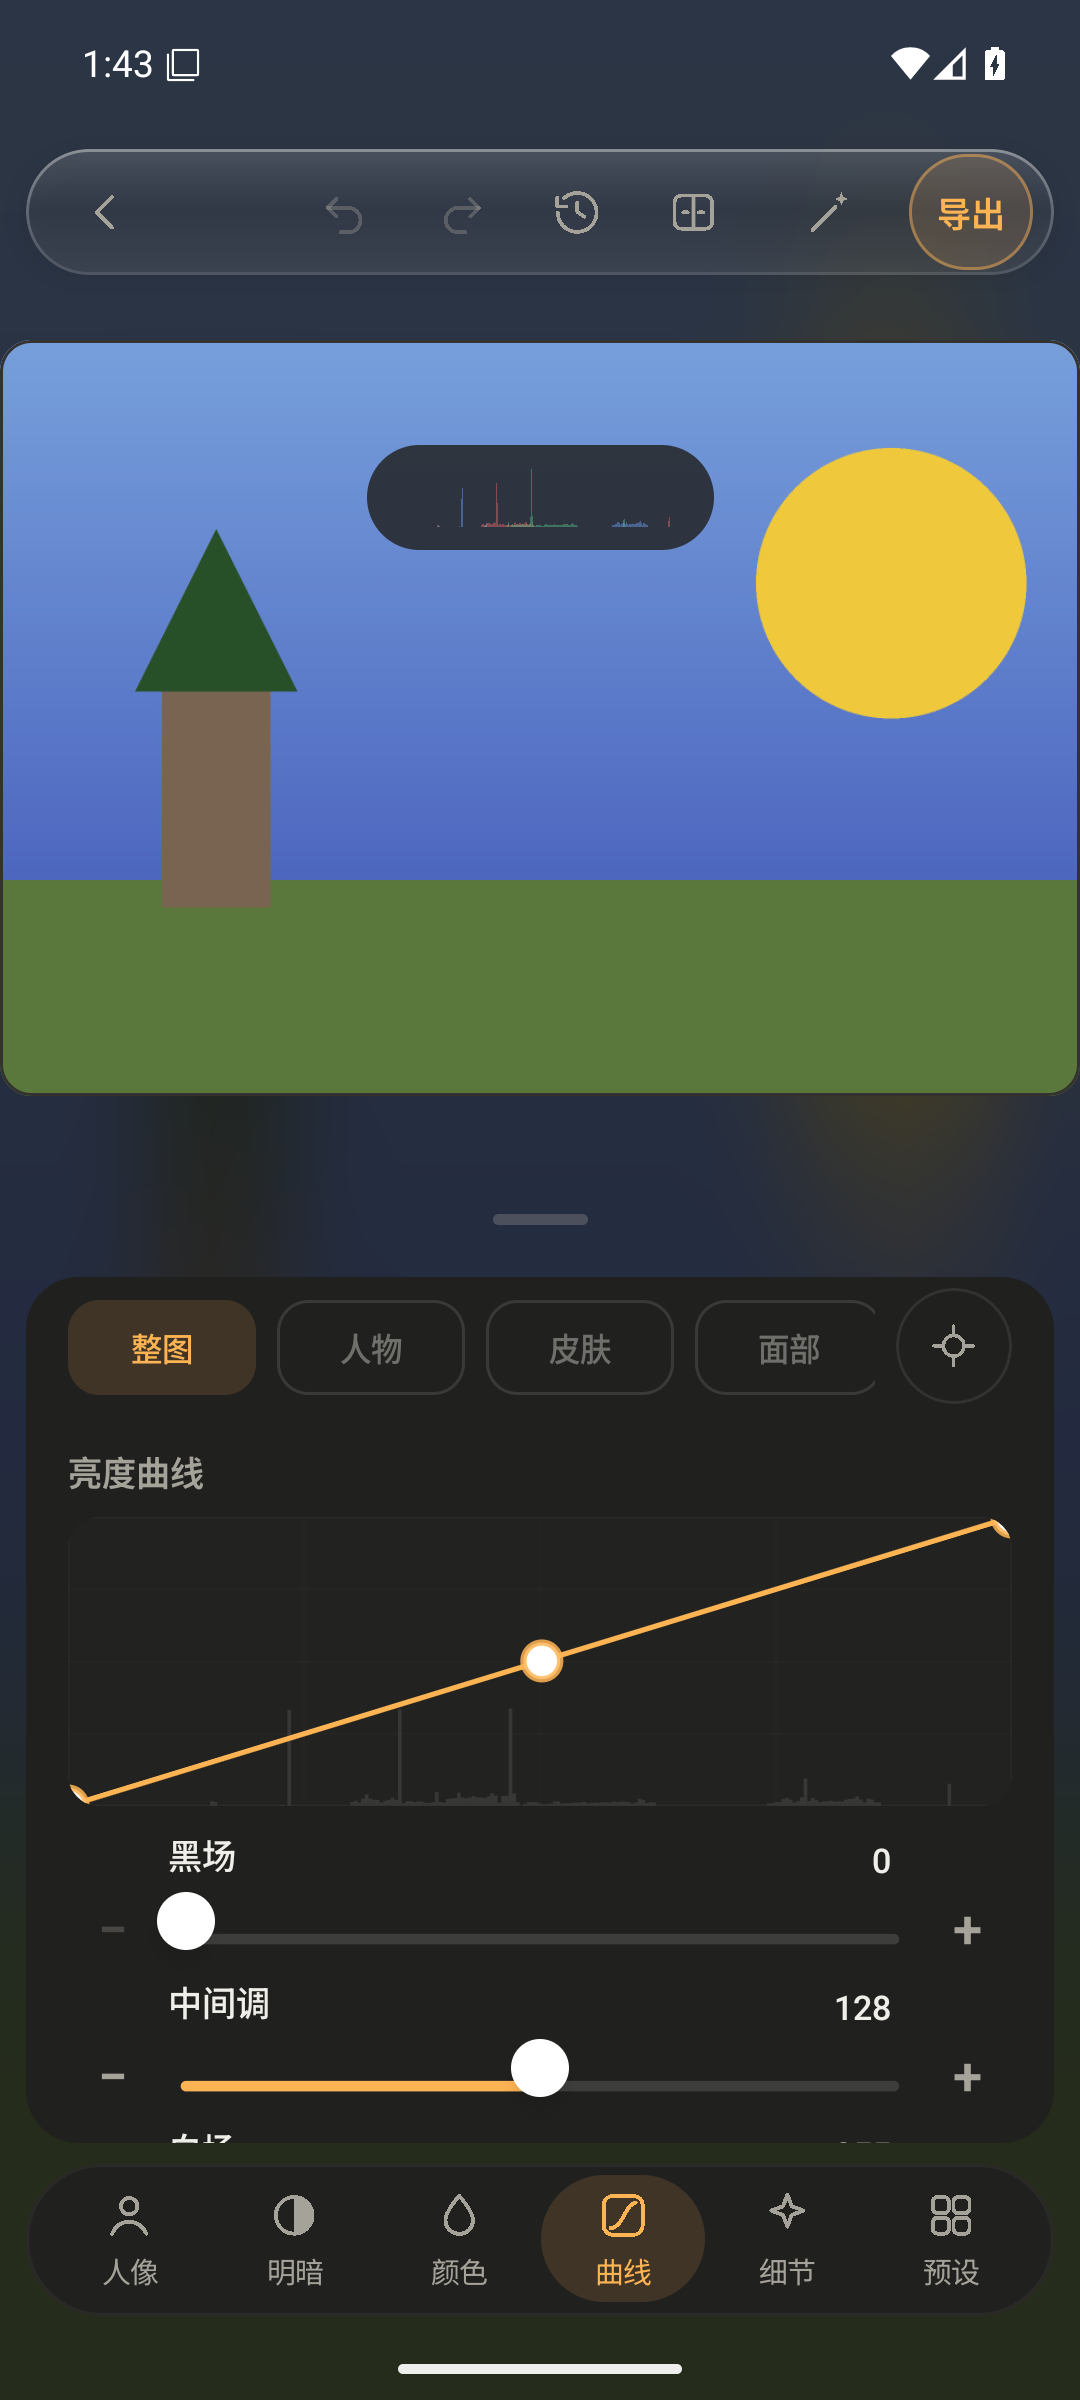 1:43
导出
整图 人物 皮肤 面部
亮度曲线
黑场 0
− +
中间调 128
− +
人像 明暗 颜色 曲线 细节 预设